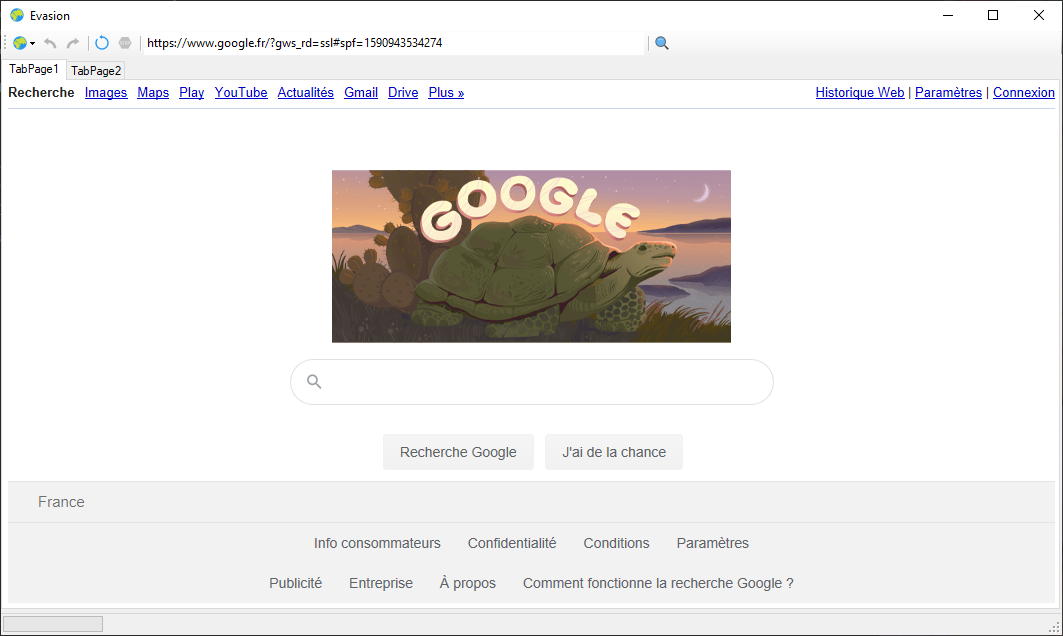 Evasion
https://www.google.fr/?gws_rd=ssl#spf=1590943534274
TabPage1 TabPage2
Recherche Images Maps Play YouTube Actualités Gmail Drive Plus » Historique Web | Paramètres | Connexion
GOOGLE
Recherche Google J'ai de la chance
France
Info consommateurs Confidentialité Conditions Paramètres
Publicité Entreprise À propos Comment fonctionne la recherche Google ?